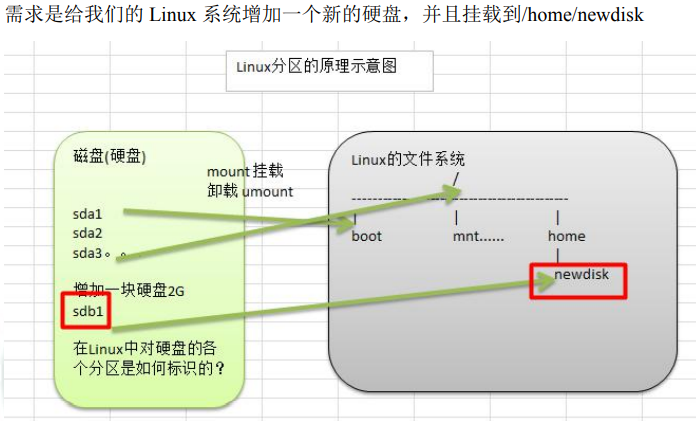 需求是给我们的 Linux 系统增加一个新的硬盘，并且挂载到/home/newdisk
Linux分区的原理示意图
磁盘(硬盘)
sda1
sda2
sda3。。
增加一块硬盘2G
sdb1
在Linux中对硬盘的各
个分区是如何标识的？
mount 挂载
卸载 umount
Linux的文件系统
/
---------------------------------------
| | |
boot mnt...... home
|
newdisk